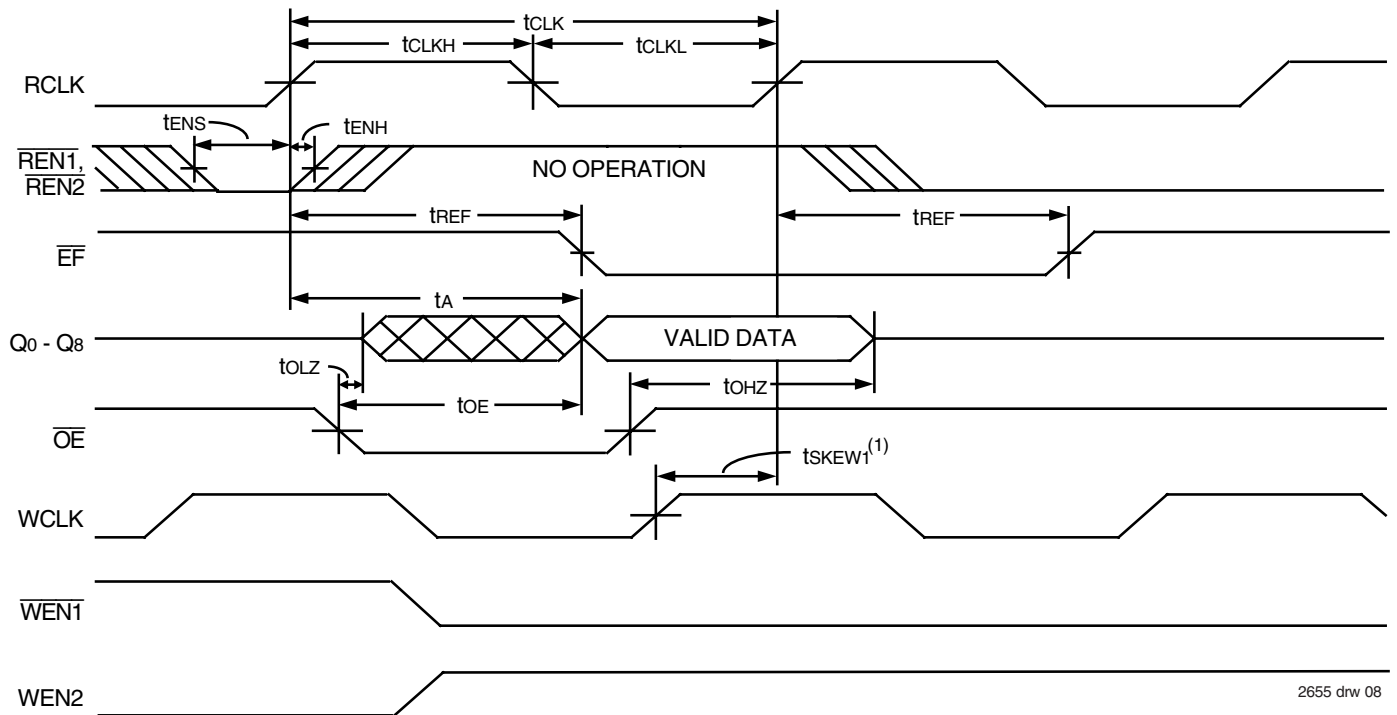 tCLK
tCLKH
tCLKL
RCLK
tENS
tENH
REN1,
REN2
NO OPERATION
tREF
tREF
EF
tA
Q0 - Q8
VALID DATA
tOLZ
tOE
tOHZ
OE
tSKEW1(1)
WCLK
WEN1
WEN2
2655 drw 08